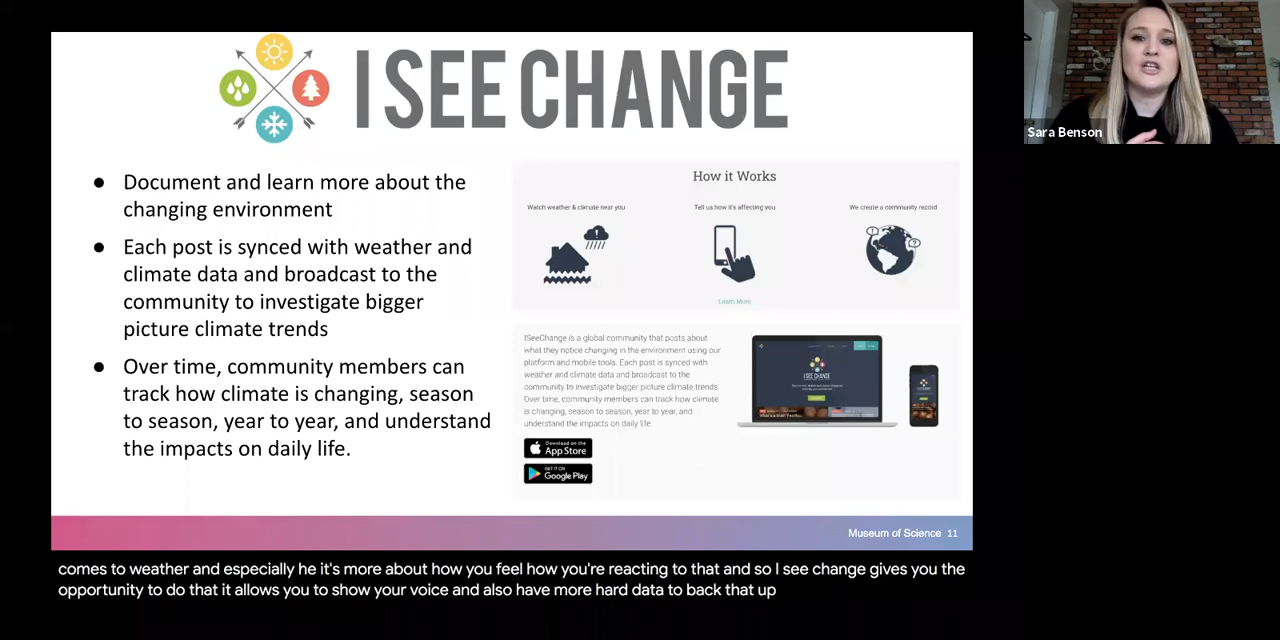 I SEE CHANGE
● Document and learn more about the
changing environment
● Each post is synced with weather and
climate data and broadcast to the
community to investigate bigger
picture climate trends
● Over time, community members can
track how climate is changing, season
to season, year to year, and understand
the impacts on daily life.
How it Works
Watch weather & climate near you
Tell us how it's affecting you
We create a community record
Learn More
ISeeChange is a global community that posts about
what they notice changing in the environment using our
platform and mobile tools. Each post is synced with
weather and climate data and broadcast to the
community to investigate bigger picture climate trends.
Over time, community members can track how climate
is changing, season to season, year to year, and
understand the impacts on daily life.
I SEE CHANGE
Download on the
App Store
GET IT ON
Google Play
Museum of Science 11
Sara Benson
comes to weather and especially he it's more about how you feel how you're reacting to that and so I see change gives you the
opportunity to do that it allows you to show your voice and also have more hard data to back that up